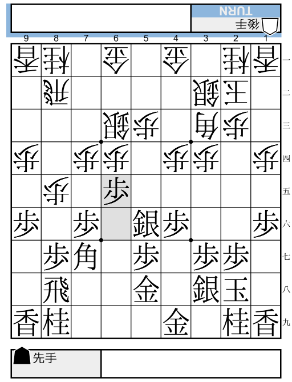 TURN
後手
9 8 7 6 5 4 3 2 1
香 桂 金 金 桂 香 一
飛 銀 王 二
銀 歩 角 歩 三
歩 歩 歩 歩 歩 歩 四
歩 歩 五
歩 歩 銀 歩 歩 六
歩 角 歩 歩 歩 七
飛 金 銀 玉 八
香 桂 金 桂 香 九
先手